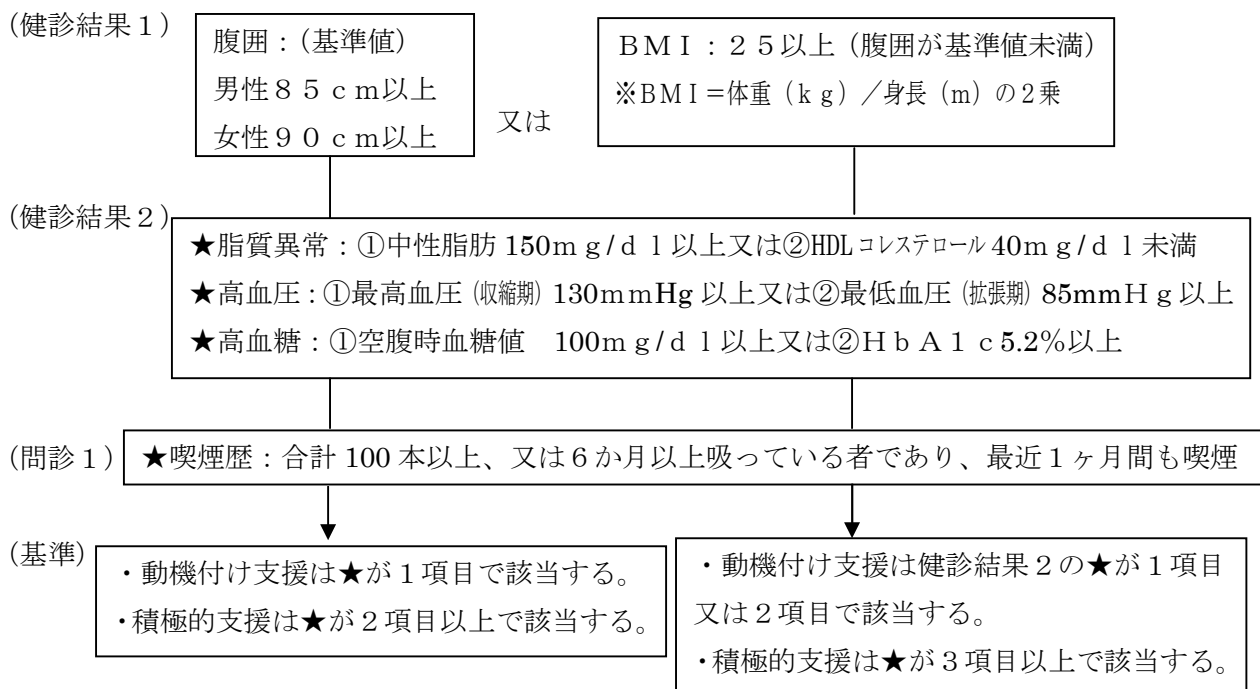 (健診結果１)
腹囲：(基準値)
男性８５ｃｍ以上
女性９０ｃｍ以上
又は
ＢＭＩ：２５以上（腹囲が基準値未満）
※ＢＭＩ＝体重（ｋｇ）／身長（ｍ）の２乗
(健診結果２)
★脂質異常：①中性脂肪 150ｍｇ/ｄｌ以上又は②HDL コレステロール 40ｍｇ/ｄｌ未満
★高血圧：①最高血圧（収縮期）130ｍｍHg 以上又は②最低血圧（拡張期）85mmＨｇ以上
★高血糖：①空腹時血糖値　100ｍｇ/ｄｌ以上又は②ＨｂＡ１ｃ5.2％以上
(問診１)
★喫煙歴：合計 100 本以上、又は６か月以上吸っている者であり、最近１ヶ月間も喫煙
(基準)
・動機付け支援は★が１項目で該当する。
・積極的支援は★が２項目以上で該当する。
・動機付け支援は健診結果２の★が１項目
又は２項目で該当する。
・積極的支援は★が３項目以上で該当する。